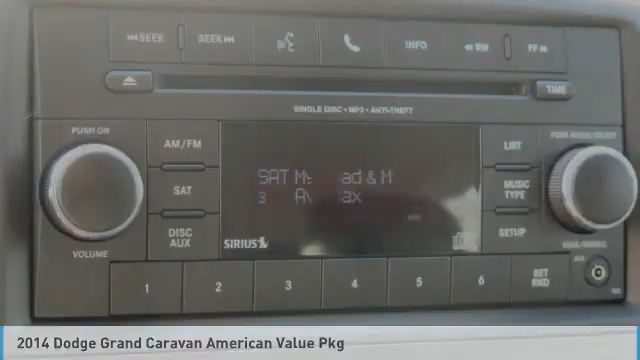 SEEK SEEK INFO RW FF
TIME
SINGLE DISC • MP3 • ANTI-THEFT
PUSH ON
AM/FM
SAT
DISC AUX
VOLUME
SAT
3
SIRIUS
LIST
MUSIC TYPE
SETUP
AUX
1 2 3 4 5 6 SET RND
2014 Dodge Grand Caravan American Value Pkg